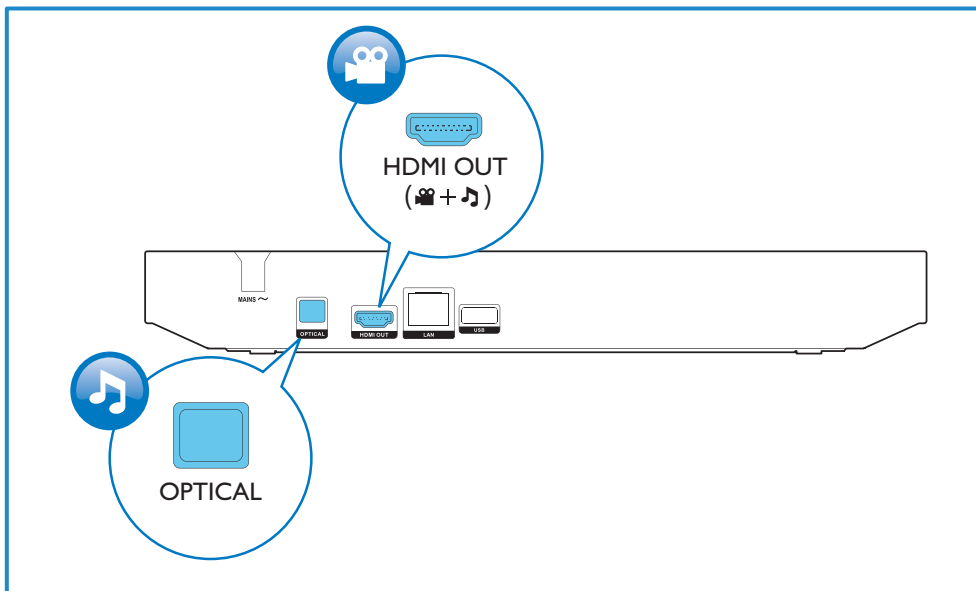 HDMI OUT
( + )
MAINS ~
OPTICAL
HDMI OUT
LAN
USB
OPTICAL